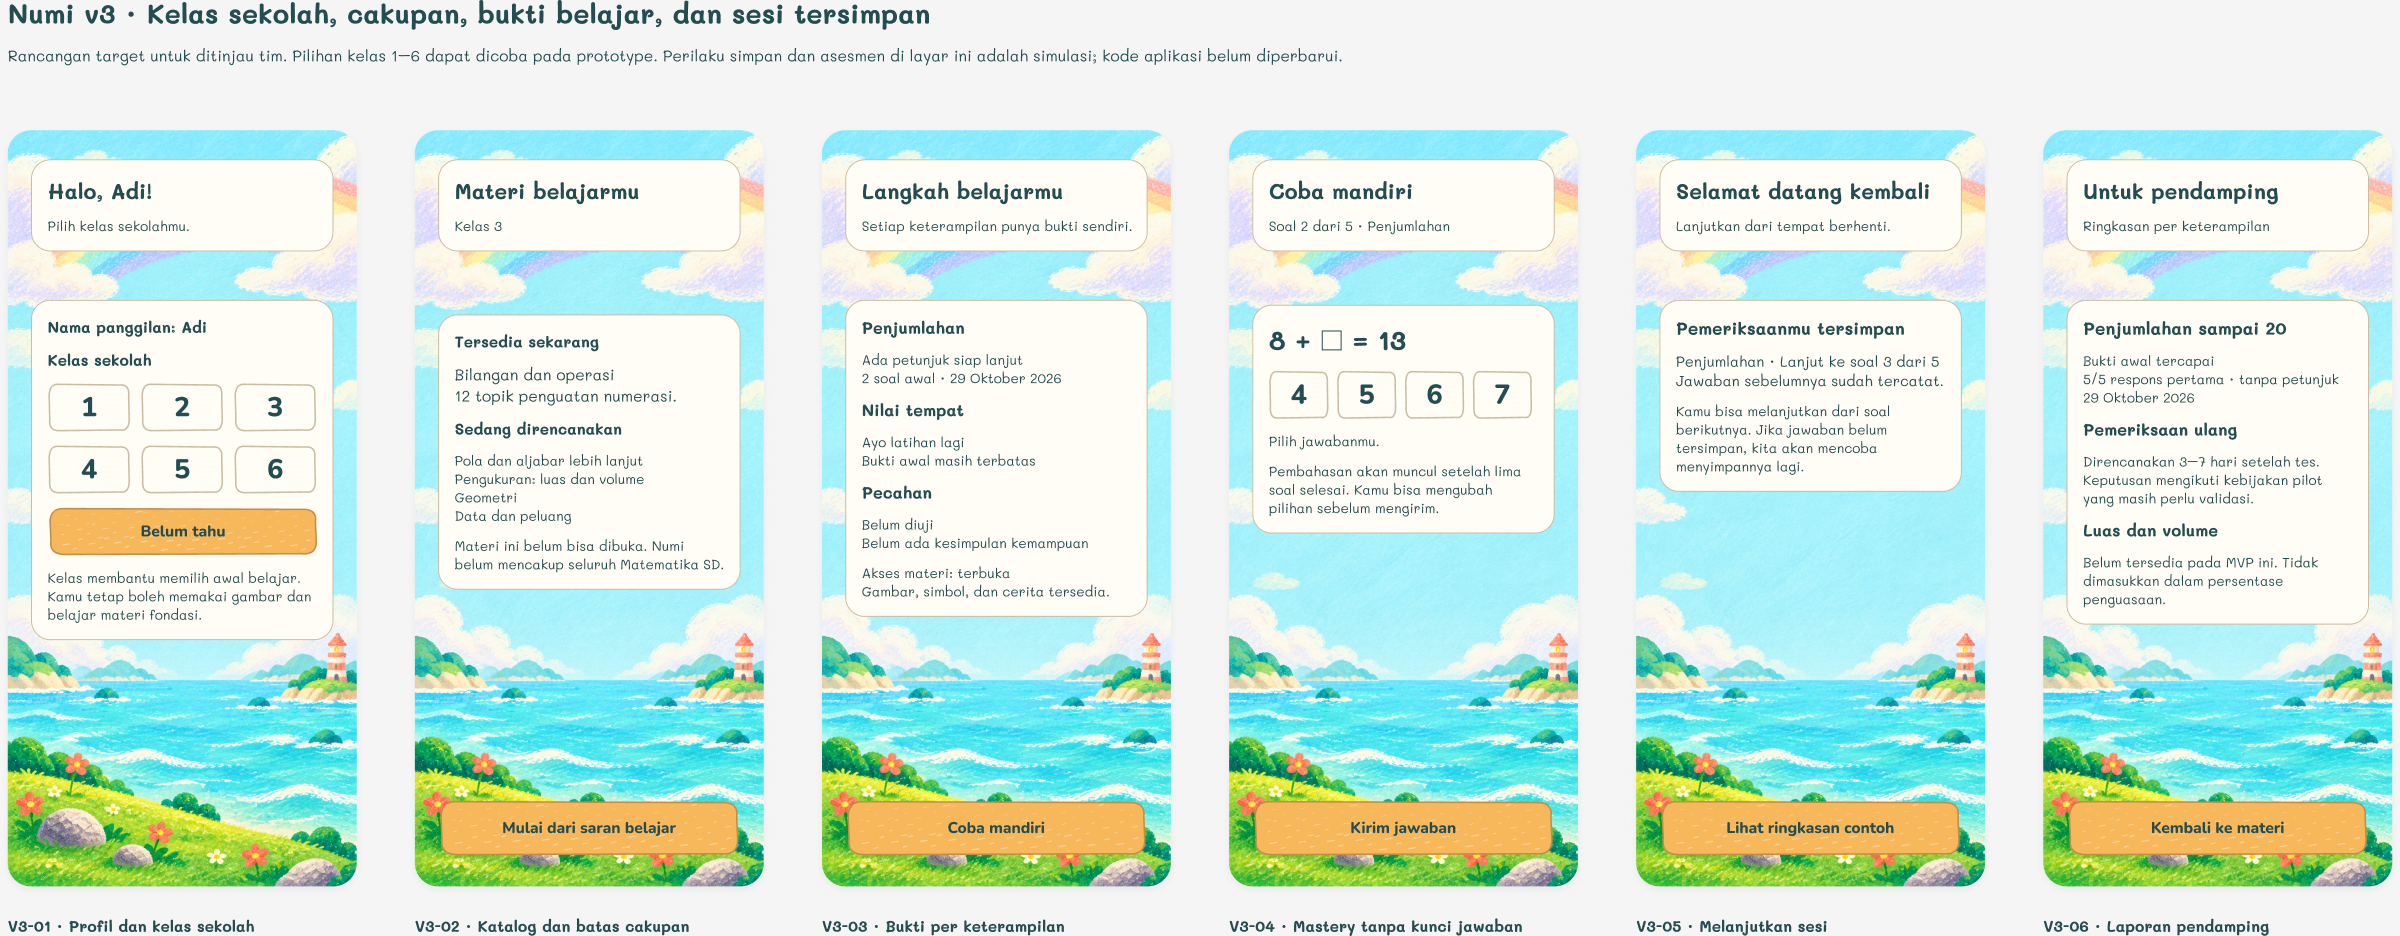 Numi v3 · Kelas sekolah, cakupan, bukti belajar, dan sesi tersimpan
Rancangan target untuk ditinjau tim. Pilihan kelas 1–6 dapat dicoba pada prototype. Perilaku simpan dan asesmen di layar ini adalah simulasi; kode aplikasi belum diperbarui.
Halo, Adi!
Pilih kelas sekolahmu.
Nama panggilan: Adi
Kelas sekolah
1 2 3
4 5 6
Belum tahu
Kelas membantu memilih awal belajar.
Kamu tetap boleh memakai gambar dan
belajar materi fondasi.
V3-01 · Profil dan kelas sekolah
Materi belajarmu
Kelas 3
Tersedia sekarang
Bilangan dan operasi
12 topik penguatan numerasi.
Sedang direncanakan
Pola dan aljabar lebih lanjut
Pengukuran: luas dan volume
Geometri
Data dan peluang
Materi ini belum bisa dibuka. Numi
belum mencakup seluruh Matematika SD.
Mulai dari saran belajar
V3-02 · Katalog dan batas cakupan
Langkah belajarmu
Setiap keterampilan punya bukti sendiri.
Penjumlahan
Ada petunjuk siap lanjut
2 soal awal · 29 Oktober 2026
Nilai tempat
Ayo latihan lagi
Bukti awal masih terbatas
Pecahan
Belum diuji
Belum ada kesimpulan kemampuan
Akses materi: terbuka
Gambar, simbol, dan cerita tersedia.
Coba mandiri
V3-03 · Bukti per keterampilan
Coba mandiri
Soal 2 dari 5 · Penjumlahan
8 + □ = 13
4 5 6 7
Pilih jawabanmu.
Pembahasan akan muncul setelah lima
soal selesai. Kamu bisa mengubah
pilihan sebelum mengirim.
Kirim jawaban
V3-04 · Mastery tanpa kunci jawaban
Selamat datang kembali
Lanjutkan dari tempat berhenti.
Pemeriksaanmu tersimpan
Penjumlahan · Lanjut ke soal 3 dari 5
Jawaban sebelumnya sudah tercatat.
Kamu bisa melanjutkan dari soal
berikutnya. Jika jawaban belum
tersimpan, kita akan mencoba
menyimpannya lagi.
Lihat ringkasan contoh
V3-05 · Melanjutkan sesi
Untuk pendamping
Ringkasan per keterampilan
Penjumlahan sampai 20
Bukti awal tercapai
5/5 respons pertama · tanpa petunjuk
29 Oktober 2026
Pemeriksaan ulang
Direncanakan 3–7 hari setelah tes.
Keputusan mengikuti kebijakan pilot
yang masih perlu validasi.
Luas dan volume
Belum tersedia pada MVP ini. Tidak
dimasukkan dalam persentase
penguasaan.
Kembali ke materi
V3-06 · Laporan pendamping